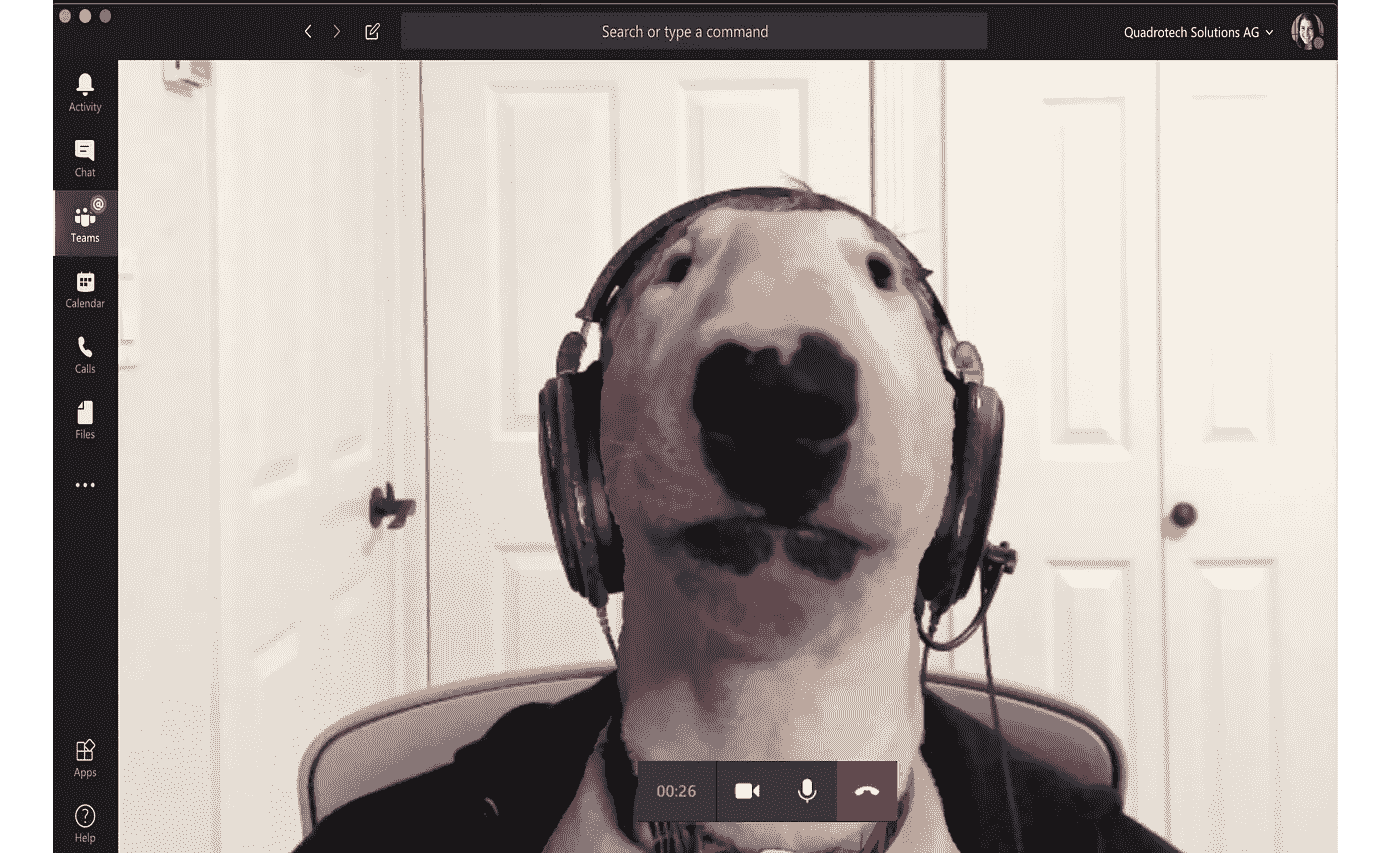 Search or type a command
Quadrotech Solutions AG
Activity
Chat
@
Teams
Calendar
Calls
Files
Apps
?
Help
00:26